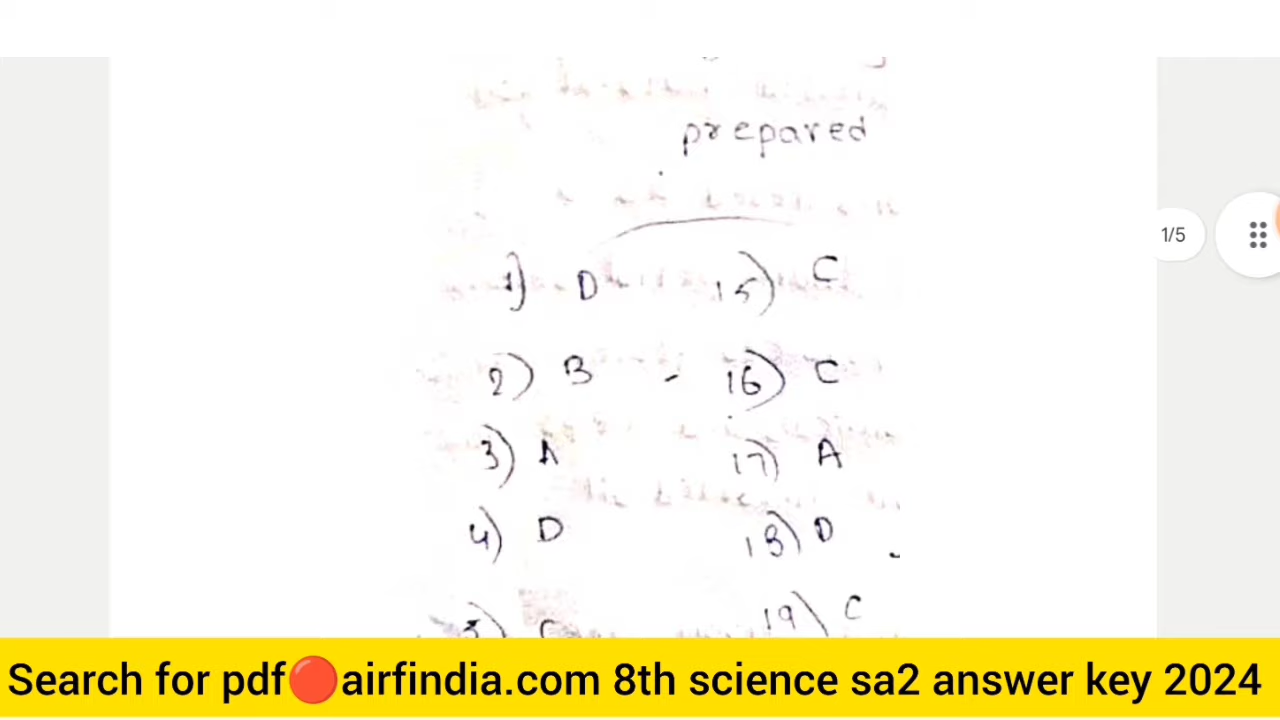 prepared
1) D 15) C
2) B - 16) C
3) A 17) A
4) D 18) D
5) C 19) C
1/5
Search for pdf🔴airfindia.com 8th science sa2 answer key 2024